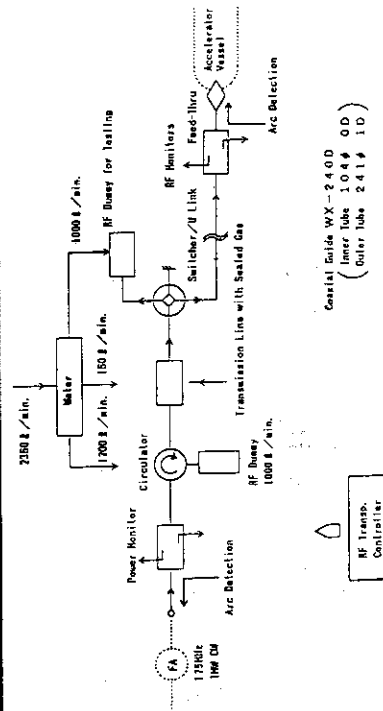 2350 ℓ/min.
Water
1200 ℓ/min.
150 ℓ/min.
1000 ℓ/min.
RF Dummy for testing
FA
175MHz
1MW CW
Power Monitor
Arc Detection
Circulator
RF Dummy
1000 ℓ/min.
Transmission Line with Sealed Gas
Switcher/U Link
RF Monitors
Feed-Thru
Accelerator
Vessel
Arc Detection
Coaxial Guide WX-240D
(Inner Tube 104φ OD)
(Outer Tube 241φ ID)
RF Transp.
Controller